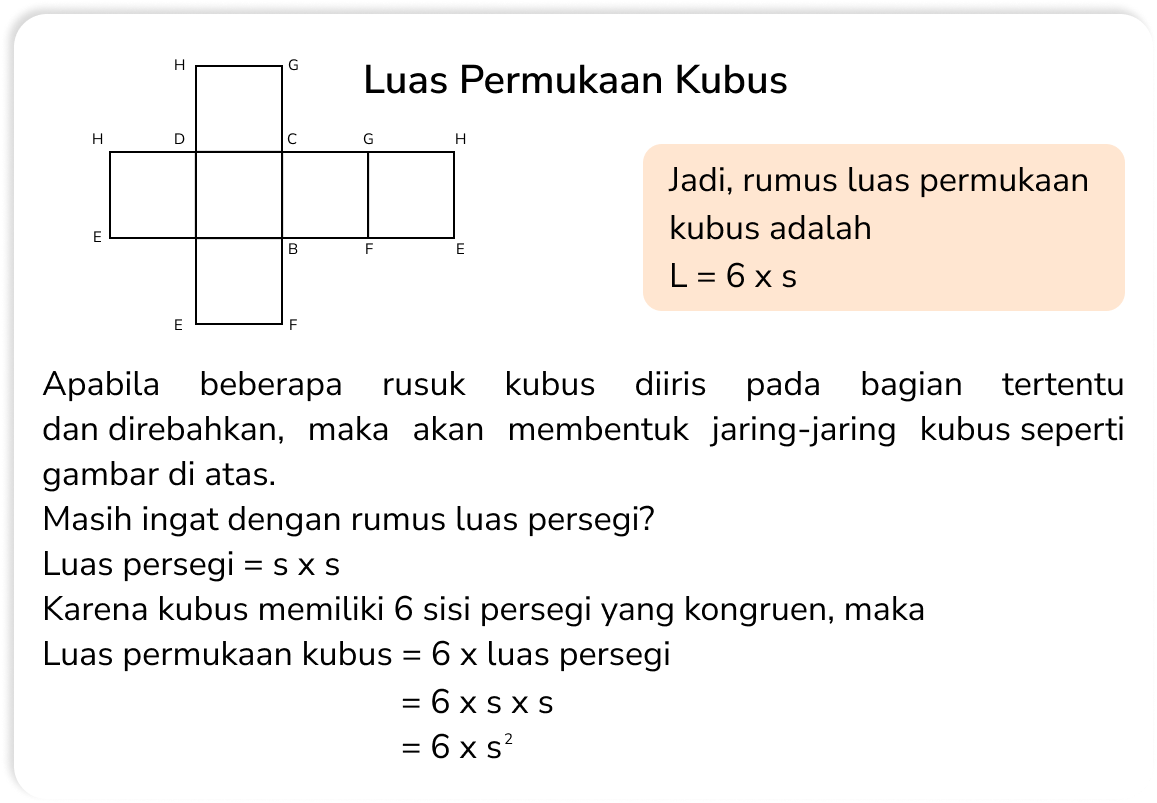 Luas Permukaan Kubus
H G
H D C G H
E B F E
E F
Jadi, rumus luas permukaan
kubus adalah
L = 6 x s
Apabila beberapa rusuk kubus diiris pada bagian tertentu
dan direbahkan, maka akan membentuk jaring-jaring kubus seperti
gambar di atas.
Masih ingat dengan rumus luas persegi?
Luas persegi = s x s
Karena kubus memiliki 6 sisi persegi yang kongruen, maka
Luas permukaan kubus = 6 x luas persegi
= 6 x s x s
= 6 x s²